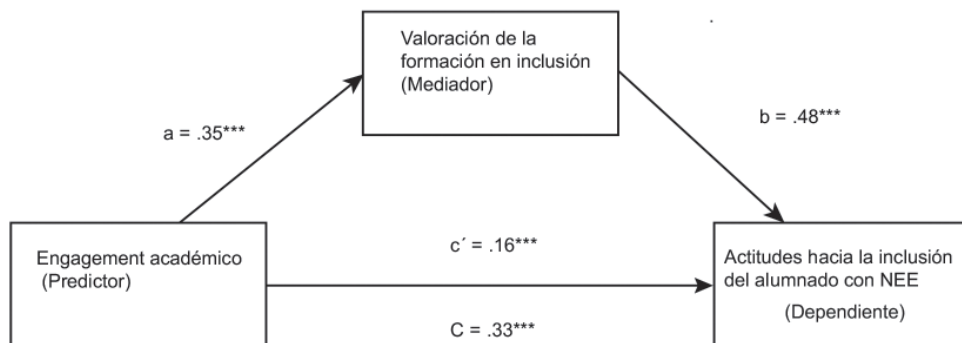 Valoración de la
formación en inclusión
(Mediador)
a = .35***
b = .48***
Engagement académico
(Predictor)
c´ = .16***
C = .33***
Actitudes hacia la inclusión
del alumnado con NEE
(Dependiente)